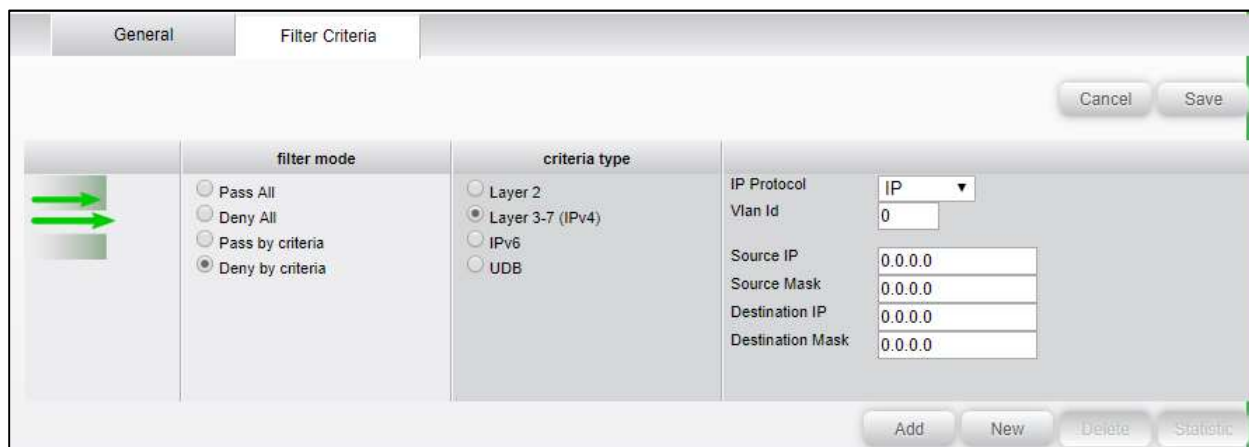 General
Filter Criteria
Cancel
Save
filter mode
criteria type
Pass All
Deny All
Pass by criteria
Deny by criteria
Layer 2
Layer 3-7 (IPv4)
IPv6
UDB
IP Protocol
IP
Vlan Id
0
Source IP
0.0.0.0
Source Mask
0.0.0.0
Destination IP
0.0.0.0
Destination Mask
0.0.0.0
Add
New
Delete
Statistic